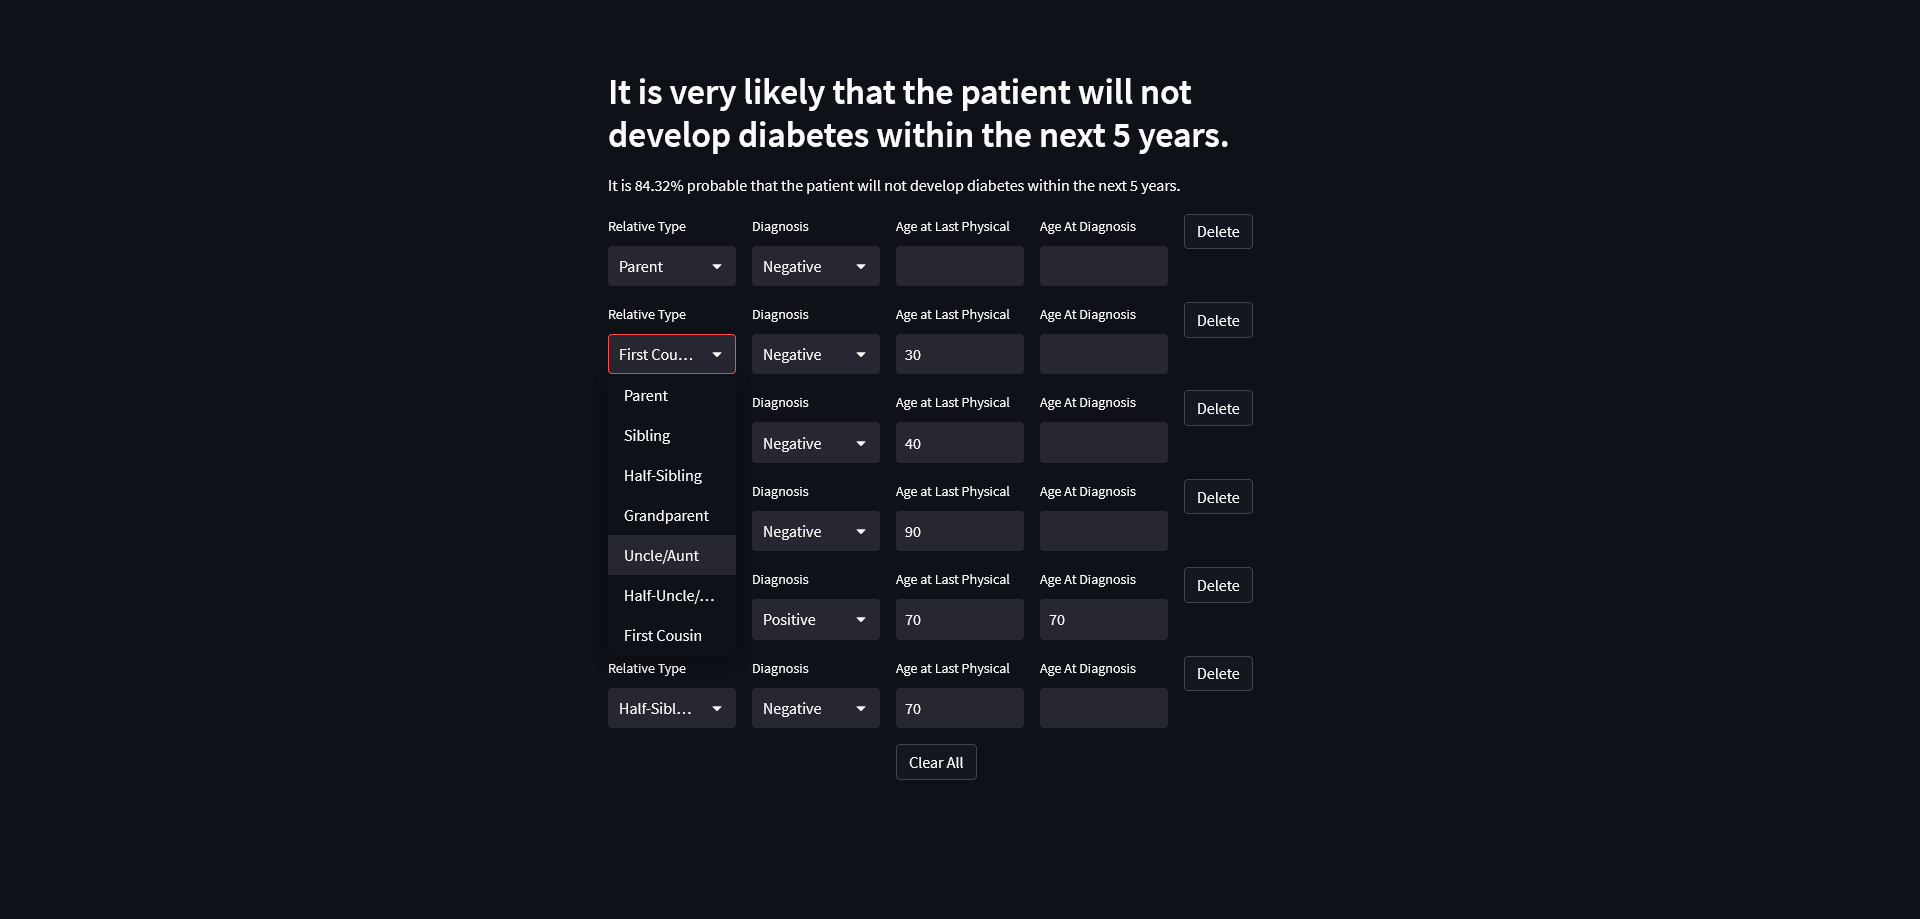 It is very likely that the patient will not
develop diabetes within the next 5 years.
It is 84.32% probable that the patient will not develop diabetes within the next 5 years.
Relative Type Diagnosis Age at Last Physical Age At Diagnosis Delete
Parent Negative
Relative Type Diagnosis Age at Last Physical Age At Diagnosis Delete
First Cou... Negative 30
Parent
Diagnosis Age at Last Physical Age At Diagnosis Delete
Sibling
Negative 40
Half-Sibling
Diagnosis Age at Last Physical Age At Diagnosis Delete
Grandparent
Negative 90
Uncle/Aunt
Diagnosis Age at Last Physical Age At Diagnosis Delete
Half-Uncle/...
Positive 70 70
First Cousin
Relative Type Diagnosis Age at Last Physical Age At Diagnosis Delete
Half-Sibl... Negative 70
Clear All